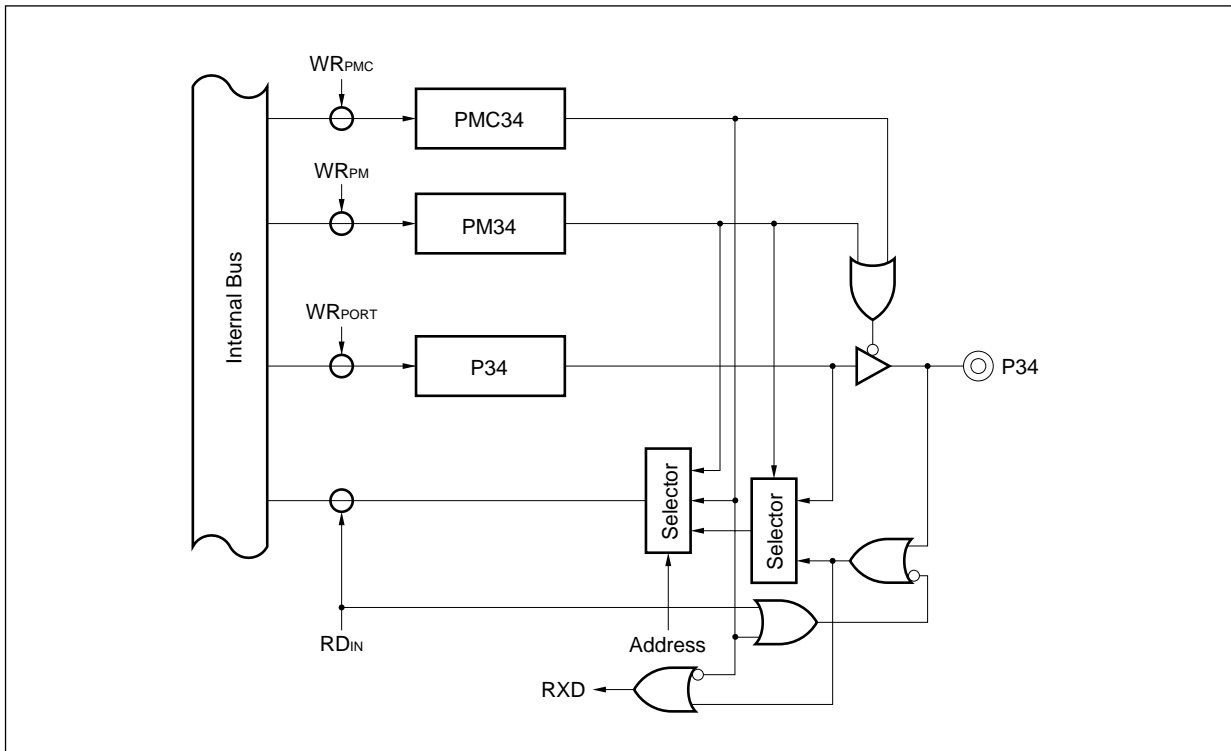 WRPMC
PMC34
WRPM
PM34
Internal Bus
WRPORT
P34
P34
Selector
Selector
RDIN
Address
RXD